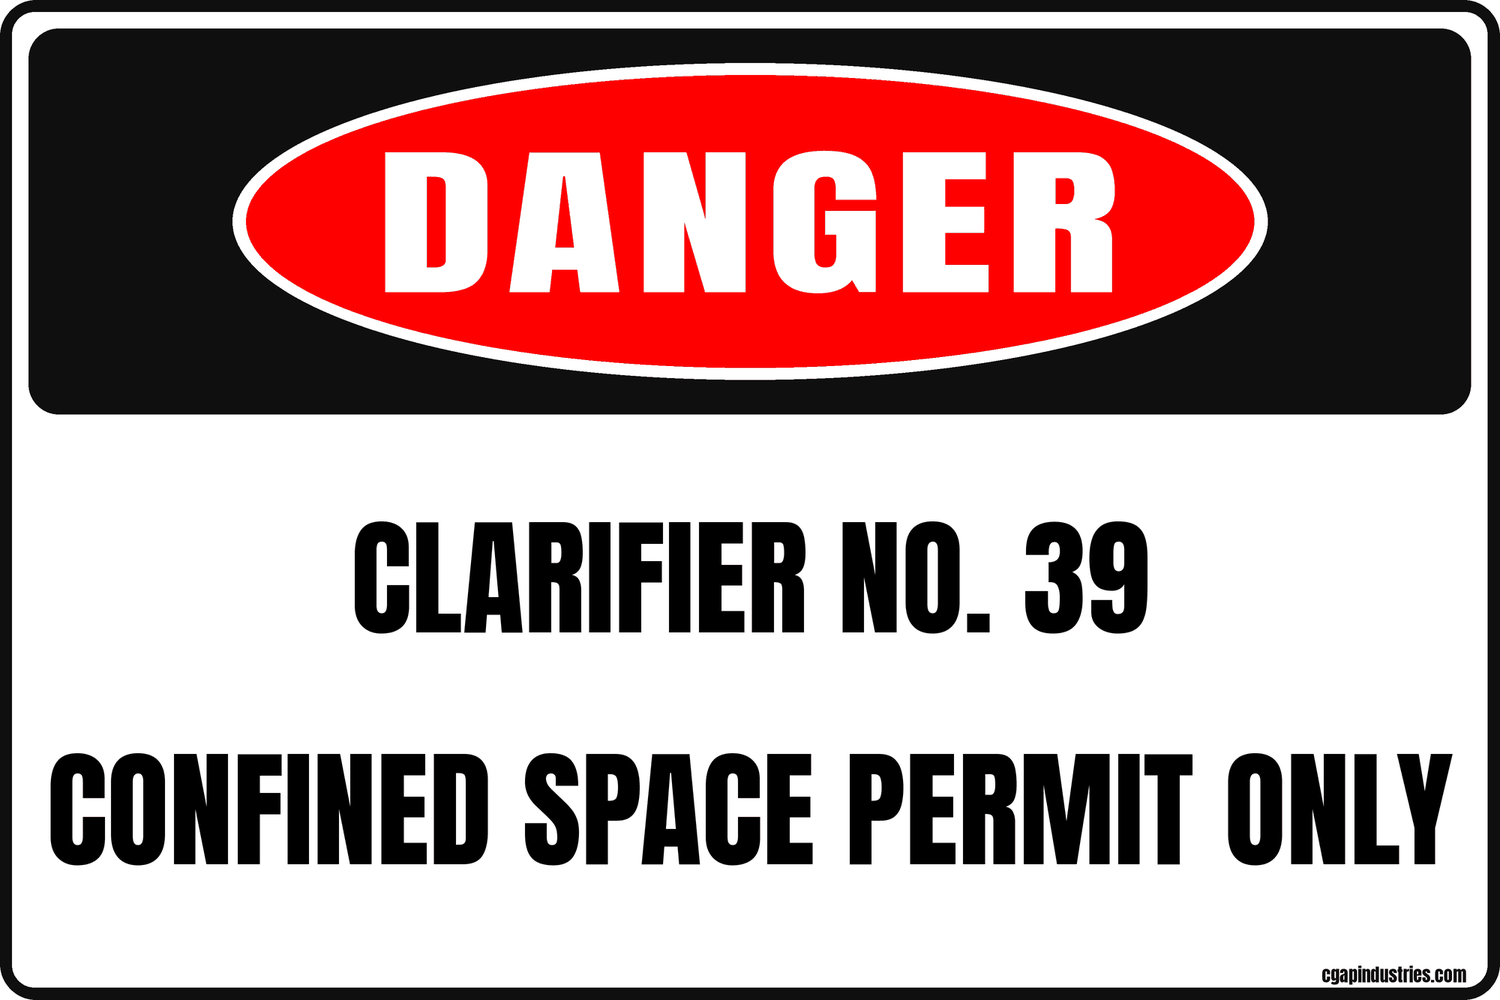 DANGER
CLARIFIER NO. 39
CONFINED SPACE PERMIT ONLY
cgapindustries.com